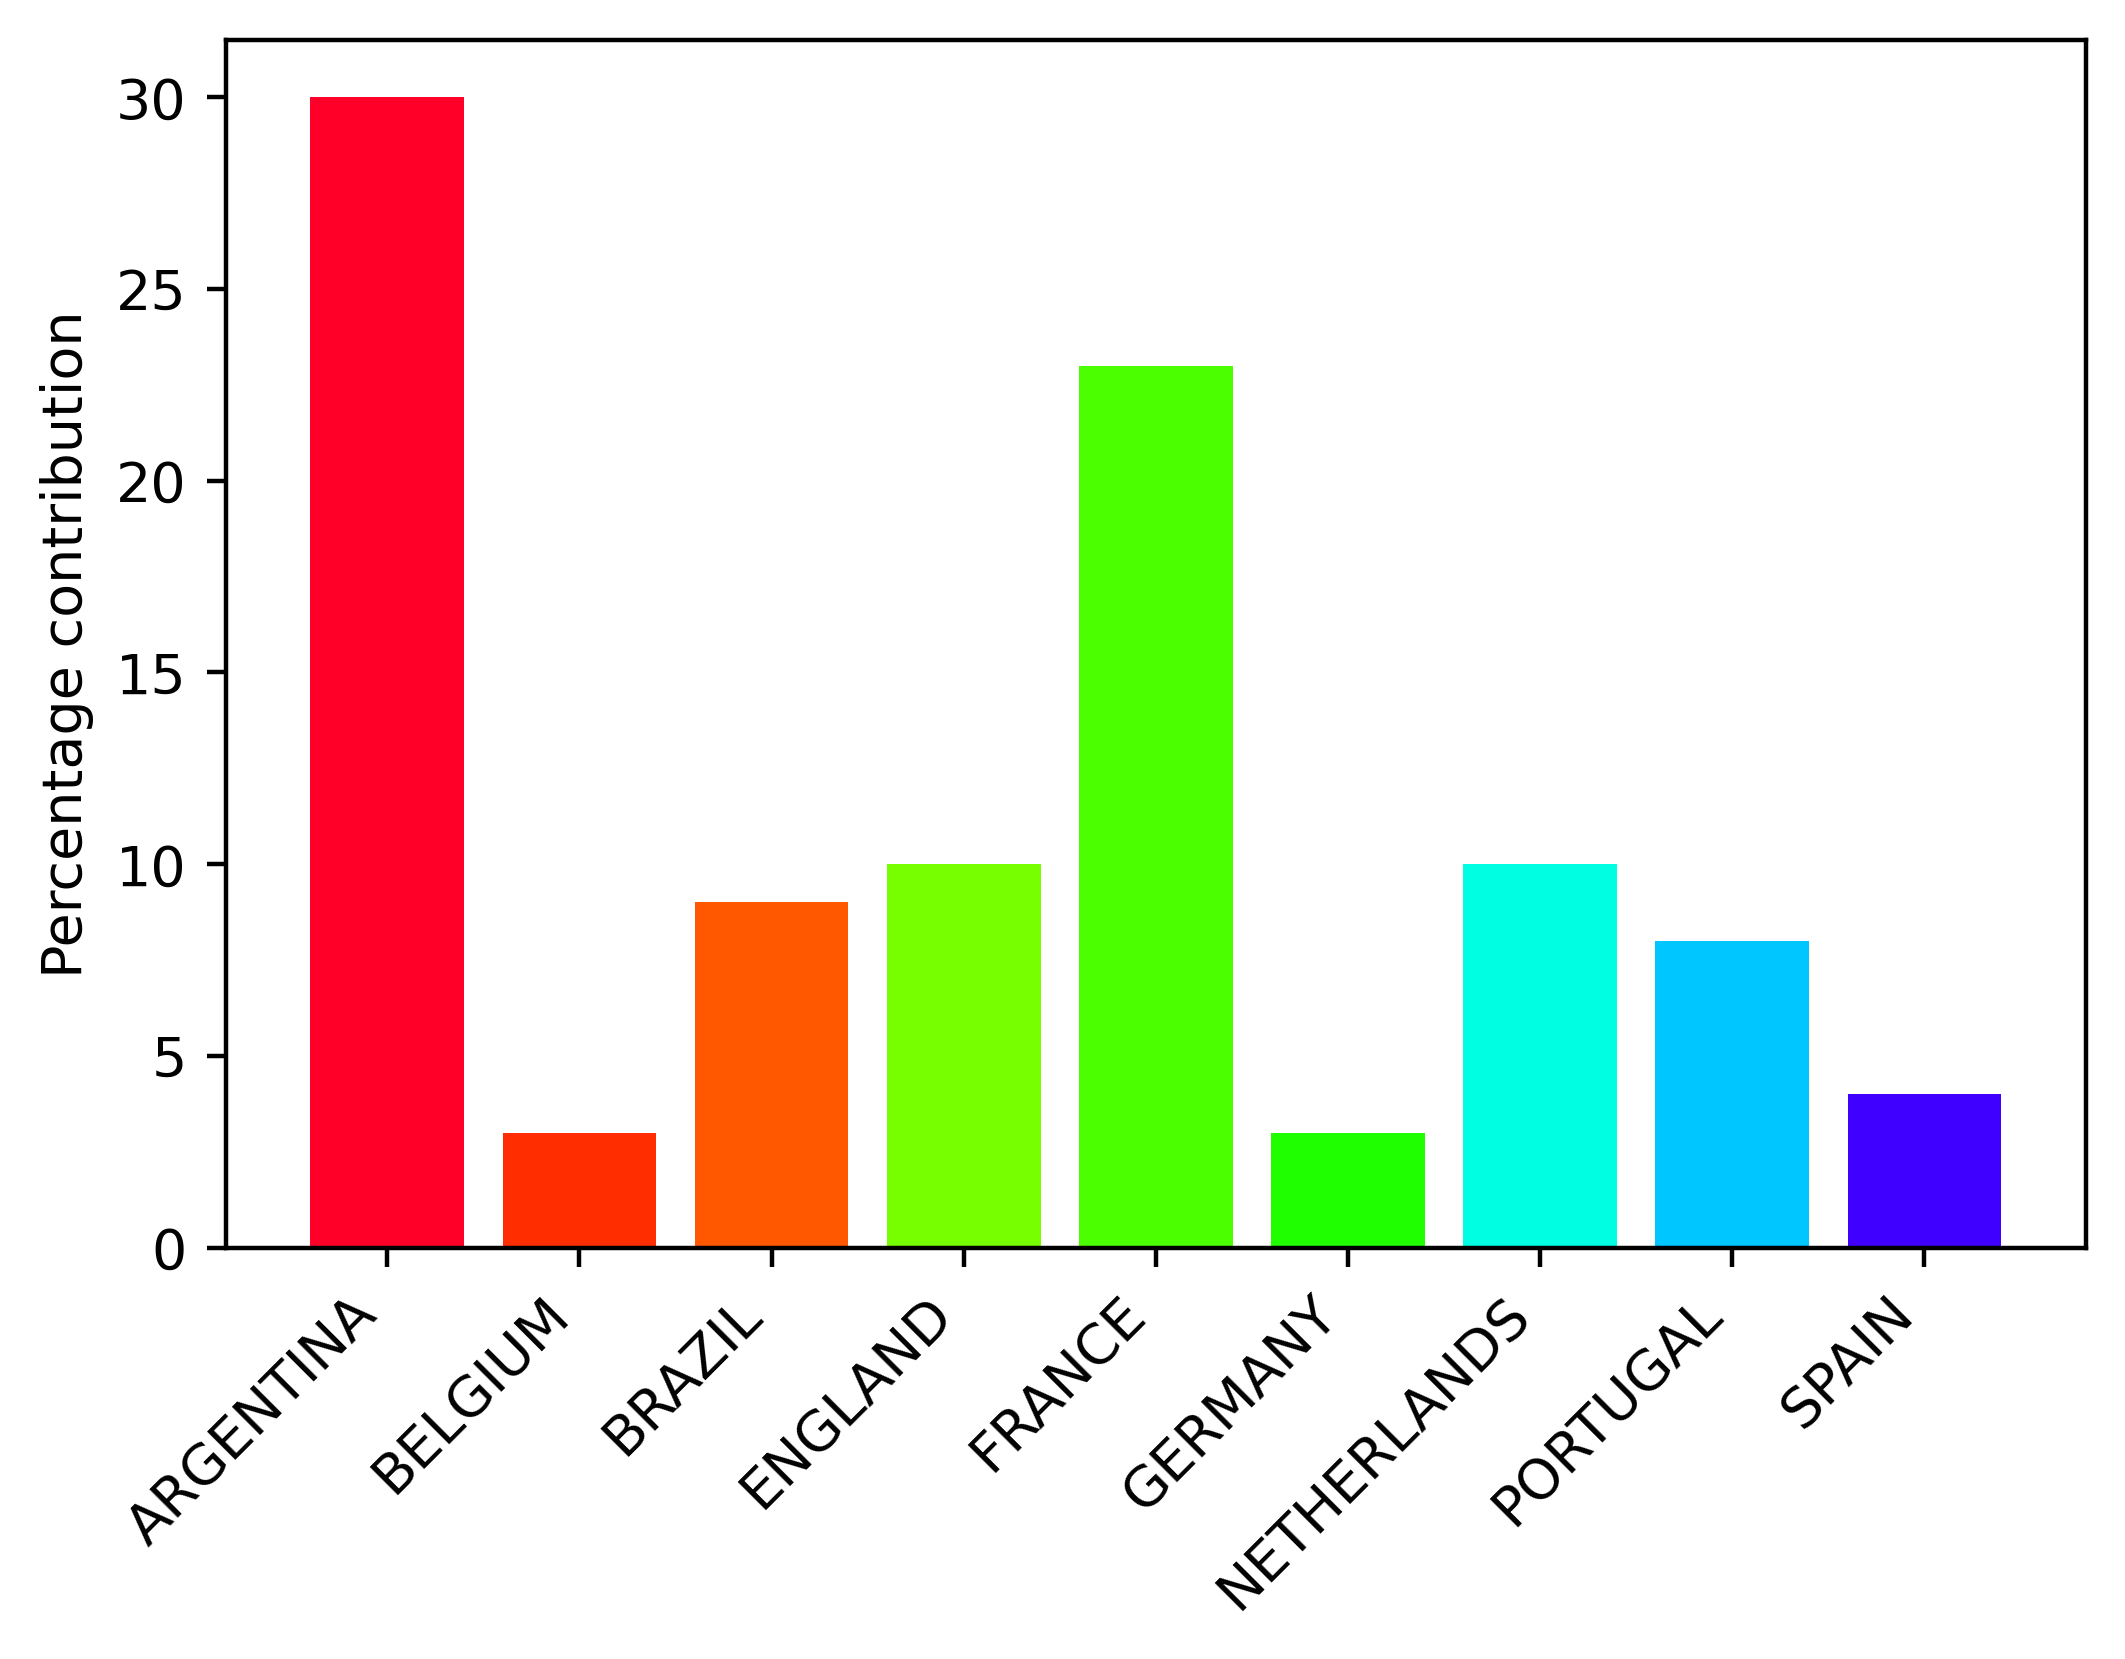 Percentage contribution
30
25
20
15
10
5
0
ARGENTINA
BELGIUM
BRAZIL
ENGLAND
FRANCE
GERMANY
NETHERLANDS
PORTUGAL
SPAIN